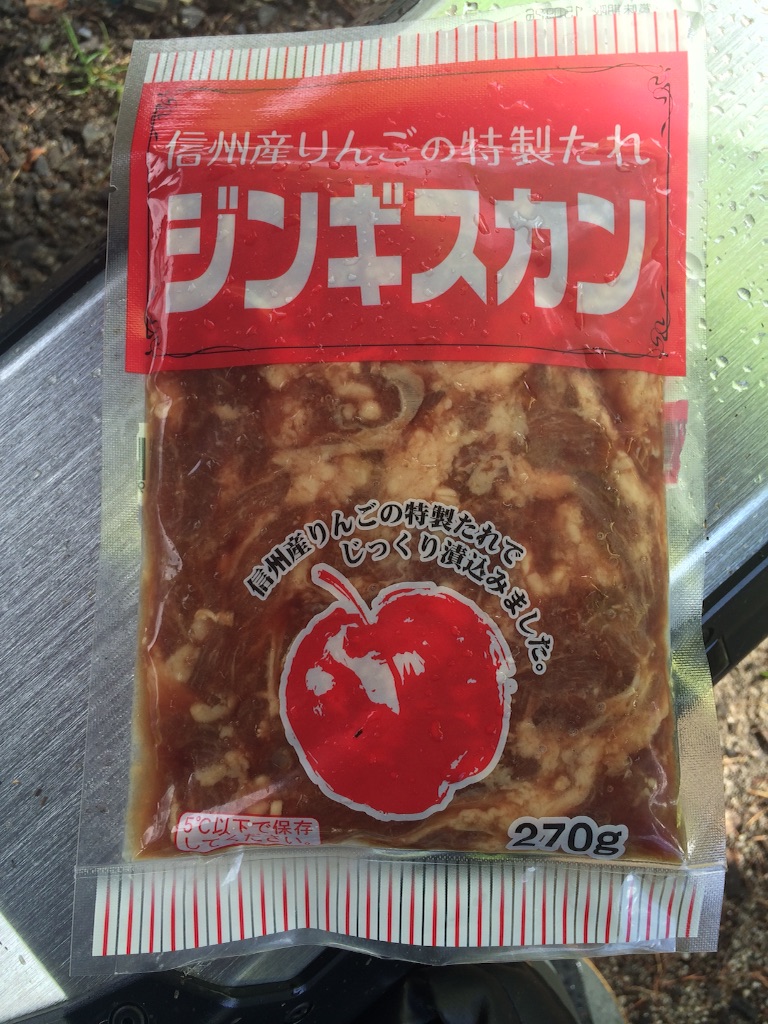 信州産りんごの特製たれ
ジンギスカン
信州産りんごの特製たれで
じっくり漬込みました。
5℃以下で保存
してください。
270g